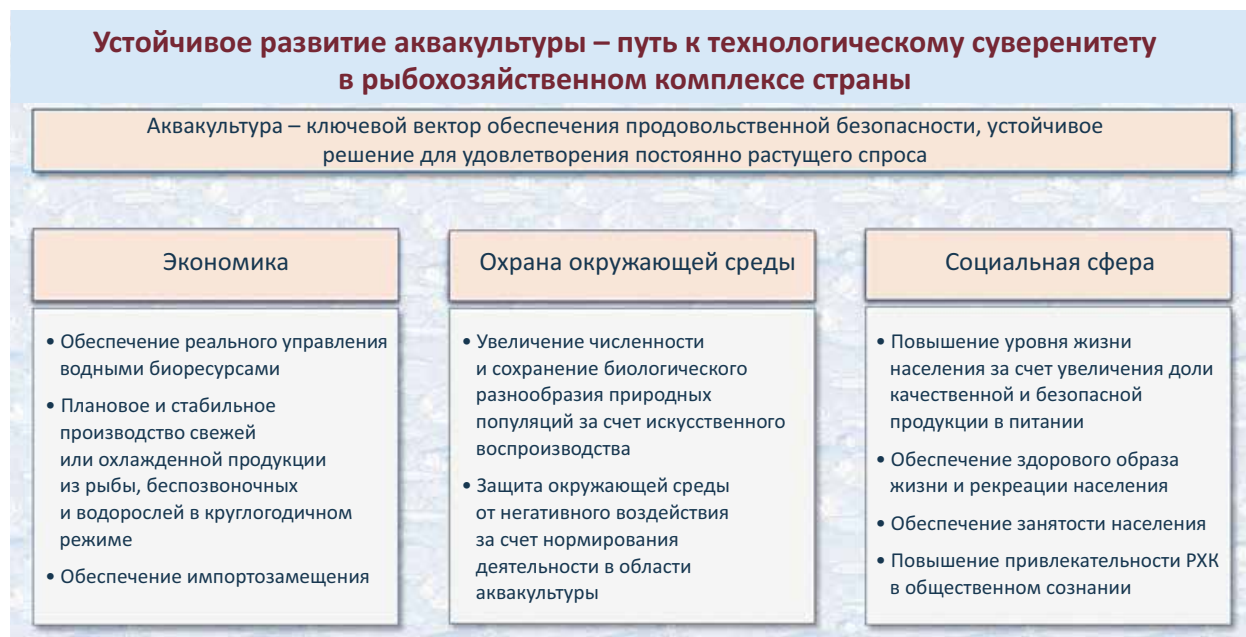 Устойчивое развитие аквакультуры – путь к технологическому суверенитету
в рыбохозяйственном комплексе страны
Аквакультура – ключевой вектор обеспечения продовольственной безопасности, устойчивое
решение для удовлетворения постоянно растущего спроса
Экономика
• Обеспечение реального управления
водными биоресурсами
• Плановое и стабильное
производство свежей
или охлажденной продукции
из рыбы, беспозвоночных
и водорослей в круглогодичном
режиме
• Обеспечение импортозамещения
Охрана окружающей среды
• Увеличение численности
и сохранение биологического
разнообразия природных
популяций за счет искусственного
воспроизводства
• Защита окружающей среды
от негативного воздействия
за счет нормирования
деятельности в области
аквакультуры
Социальная сфера
• Повышение уровня жизни
населения за счет увеличения доли
качественной и безопасной
продукции в питании
• Обеспечение здорового образа
жизни и рекреации населения
• Обеспечение занятости населения
• Повышение привлекательности РХК
в общественном сознании